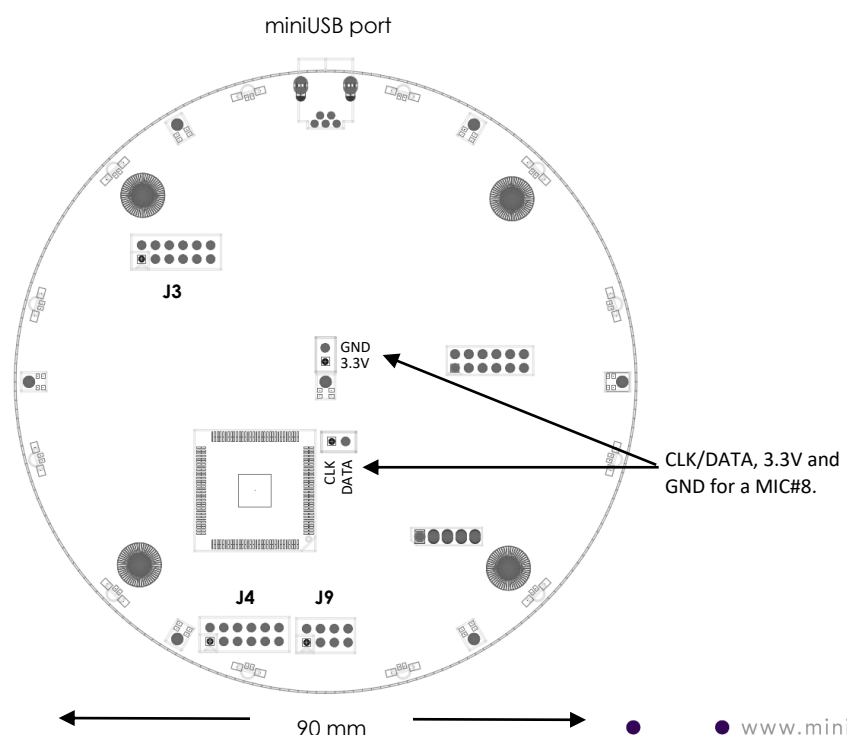 miniUSB port
J3
GND
3.3V
CLK
DATA
CLK/DATA, 3.3V and
GND for a MIC#8.
J4
J9
90 mm
www.mini